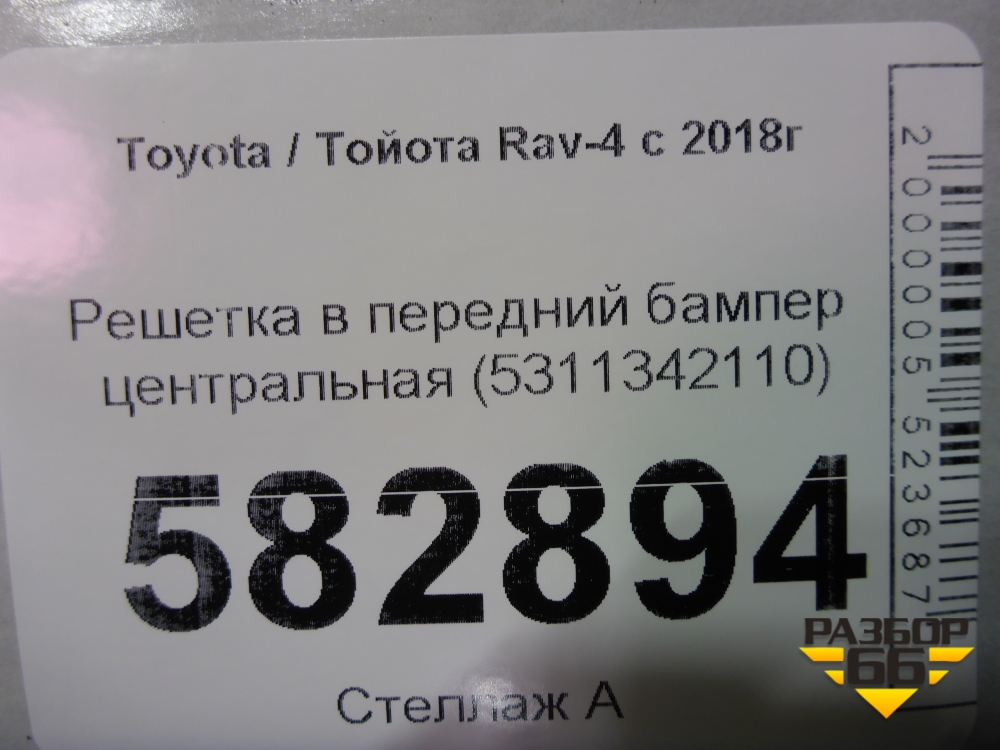 Toyota / Тойота Rav-4 с 2018г
Решетка в передний бампер
центральная (5311342110)
582894
Стеллаж А
2000005523687
РАЗБОР
66